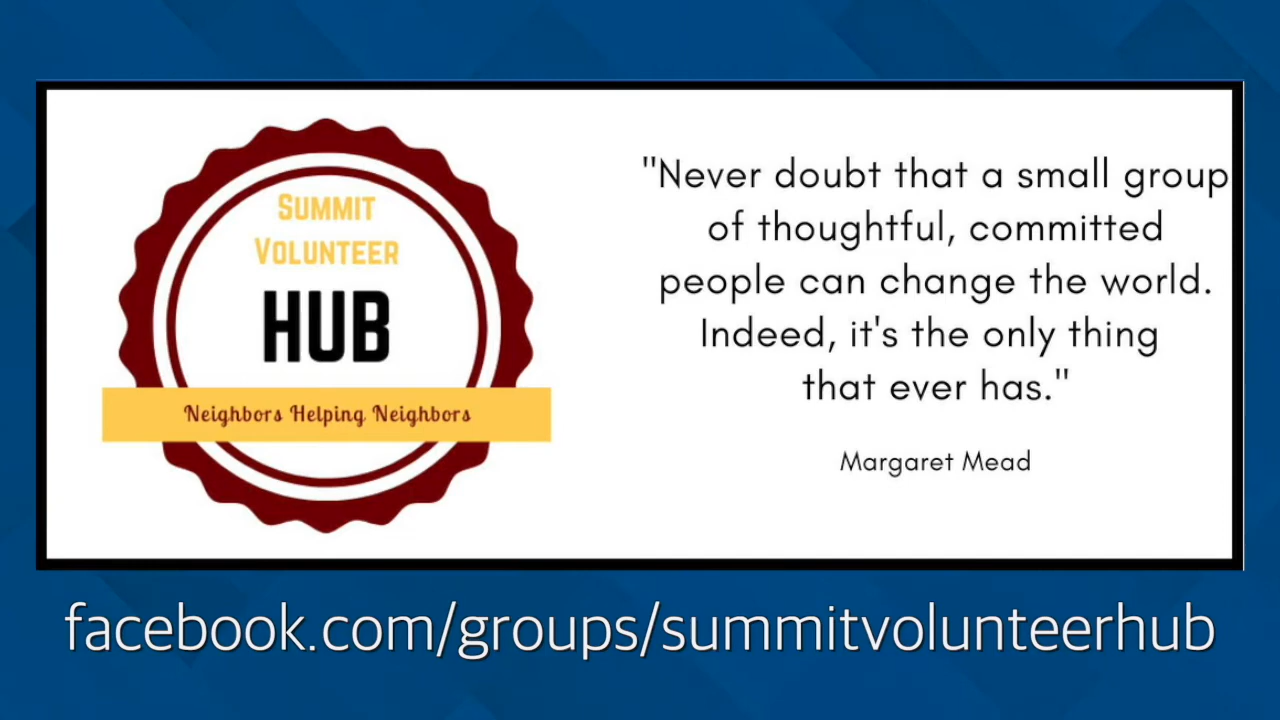 SUMMIT
VOLUNTEER
HUB
Neighbors Helping Neighbors
"Never doubt that a small group
of thoughtful, committed
people can change the world.
Indeed, it's the only thing
that ever has."
Margaret Mead
facebook.com/groups/summitvolunteerhub